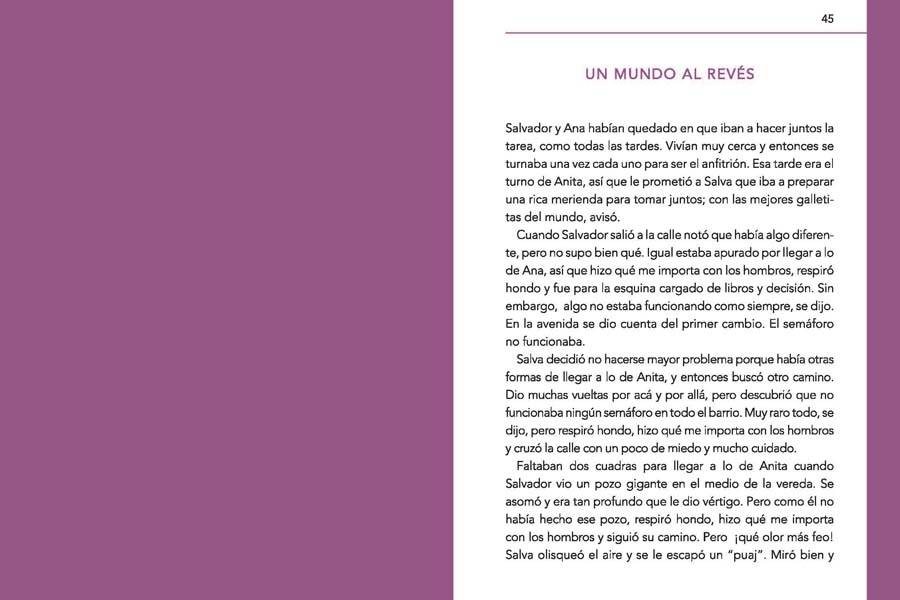 45
UN MUNDO AL REVÉS
Salvador y Ana habían quedado en que iban a hacer juntos la
tarea, como todas las tardes. Vivían muy cerca y entonces se
turnaba una vez cada uno para ser el anfitrión. Esa tarde era el
turno de Anita, así que le prometió a Salva que iba a preparar
una rica merienda para tomar juntos; con las mejores galleti-
tas del mundo, avisó.
Cuando Salvador salió a la calle notó que había algo diferen-
te, pero no supo bien qué. Igual estaba apurado por llegar a lo
de Ana, así que hizo qué me importa con los hombros, respiró
hondo y fue para la esquina cargado de libros y decisión. Sin
embargo,  algo no estaba funcionando como siempre, se dijo.
En la avenida se dio cuenta del primer cambio. El semáforo
no funcionaba.
Salva decidió no hacerse mayor problema porque había otras
formas de llegar a lo de Anita, y entonces buscó otro camino.
Dio muchas vueltas por acá y por allá, pero descubrió que no
funcionaba ningún semáforo en todo el barrio. Muy raro todo, se
dijo, pero respiró hondo, hizo qué me importa con los hombros
y cruzó la calle con un poco de miedo y mucho cuidado.
Faltaban dos cuadras para llegar a lo de Anita cuando
Salvador vio un pozo gigante en el medio de la vereda. Se
asomó y era tan profundo que le dio vértigo. Pero como él no
había hecho ese pozo, respiró hondo, hizo qué me importa
con los hombros y siguió su camino. Pero  ¡qué olor más feo!
Salva olisqueó el aire y se le escapó un “puaj”. Miró bien y